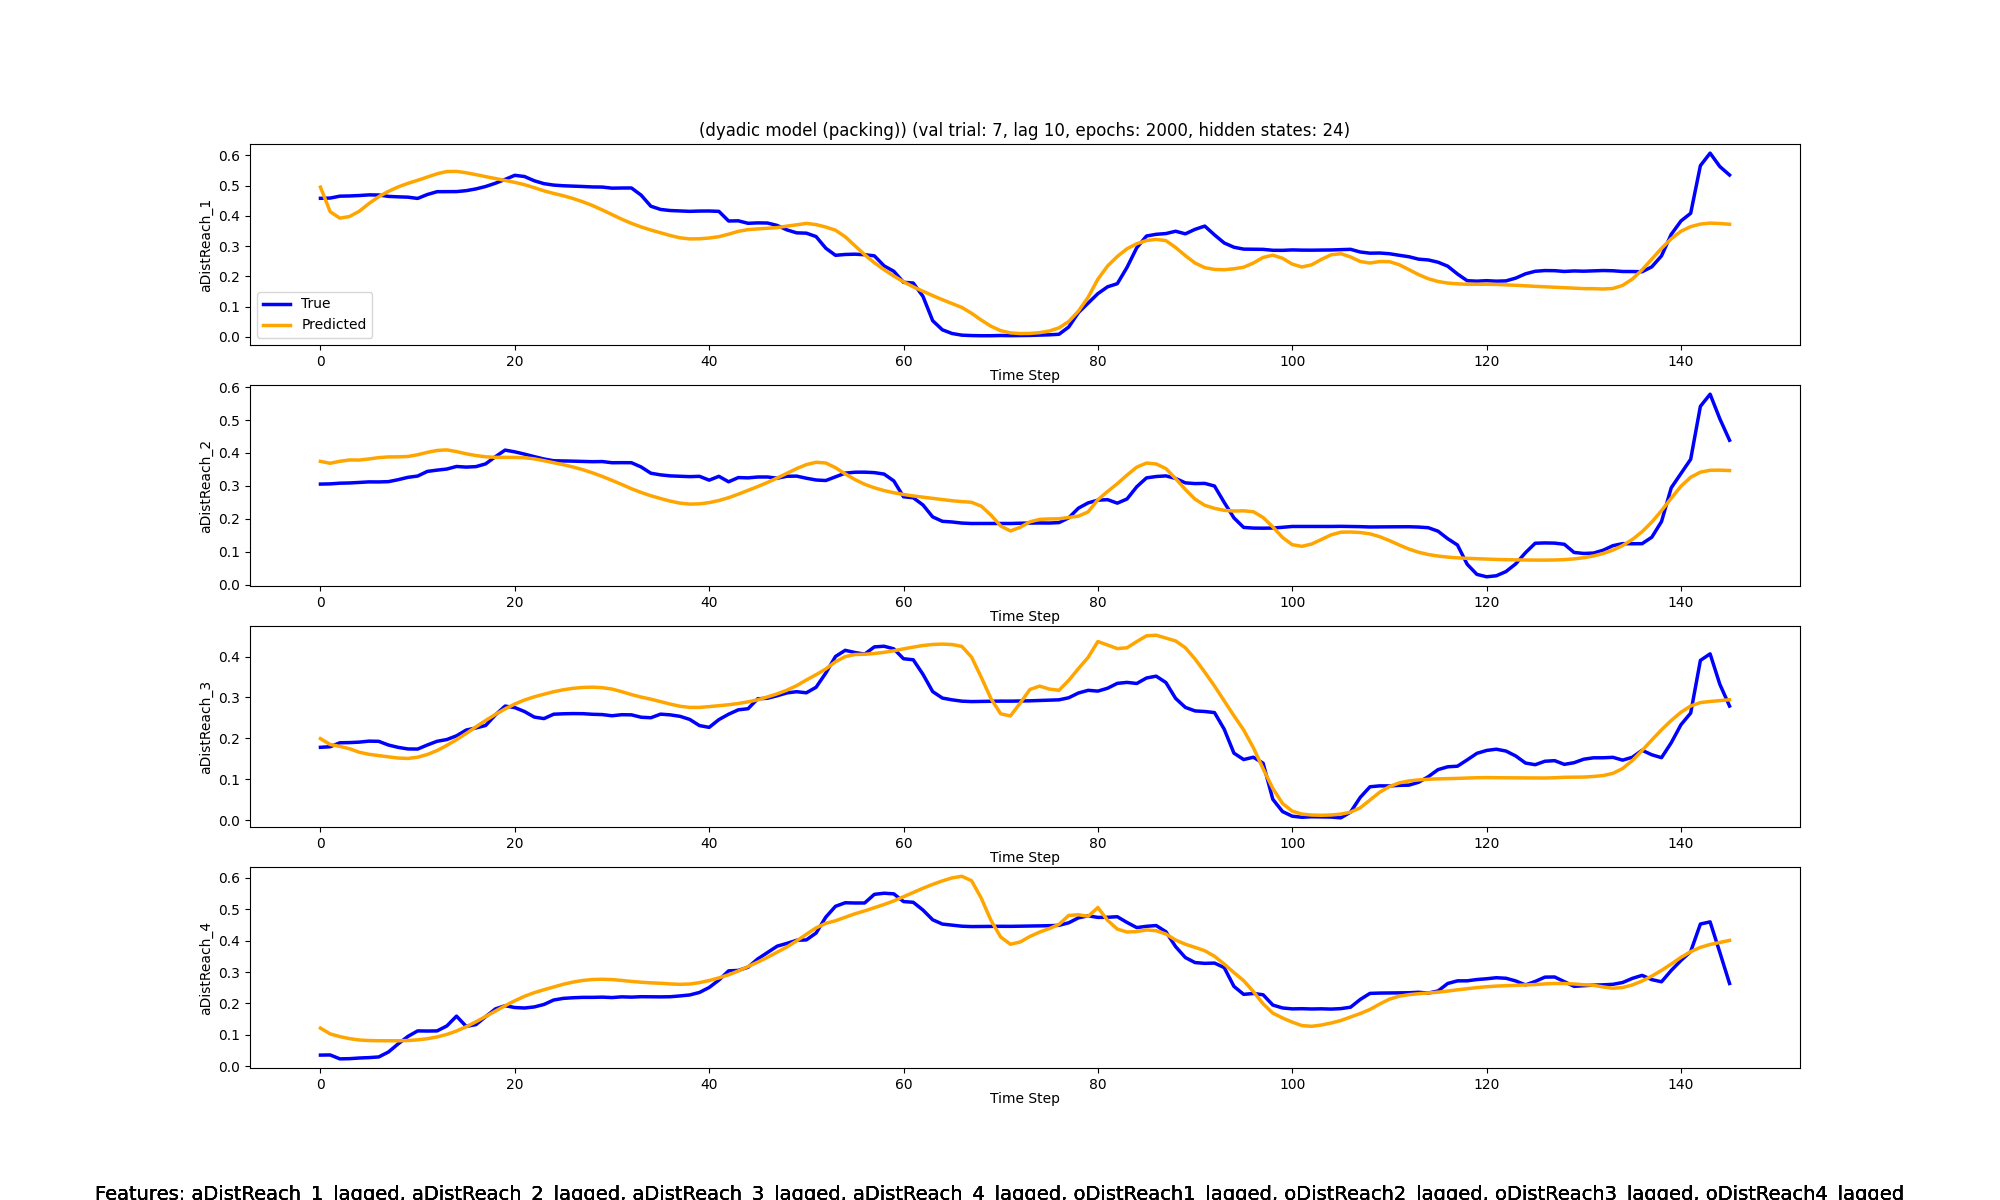 (dyadic model (packing)) (val trial: 7, lag 10, epochs: 2000, hidden states: 24)
aDistReach_1
0.6
0.5
0.4
0.3
0.2
0.1
0.0
True
Predicted
0 20 40 60 80 100 120 140
Time Step
aDistReach_2
0.6
0.5
0.4
0.3
0.2
0.1
0.0
0 20 40 60 80 100 120 140
Time Step
aDistReach_3
0.4
0.3
0.2
0.1
0.0
0 20 40 60 80 100 120 140
Time Step
aDistReach_4
0.6
0.5
0.4
0.3
0.2
0.1
0.0
0 20 40 60 80 100 120 140
Time Step
Features: aDistReach_1_lagged, aDistReach_2_lagged, aDistReach_3_lagged, aDistReach_4_lagged, oDistReach1_lagged, oDistReach2_lagged, oDistReach3_lagged, oDistReach4_lagged